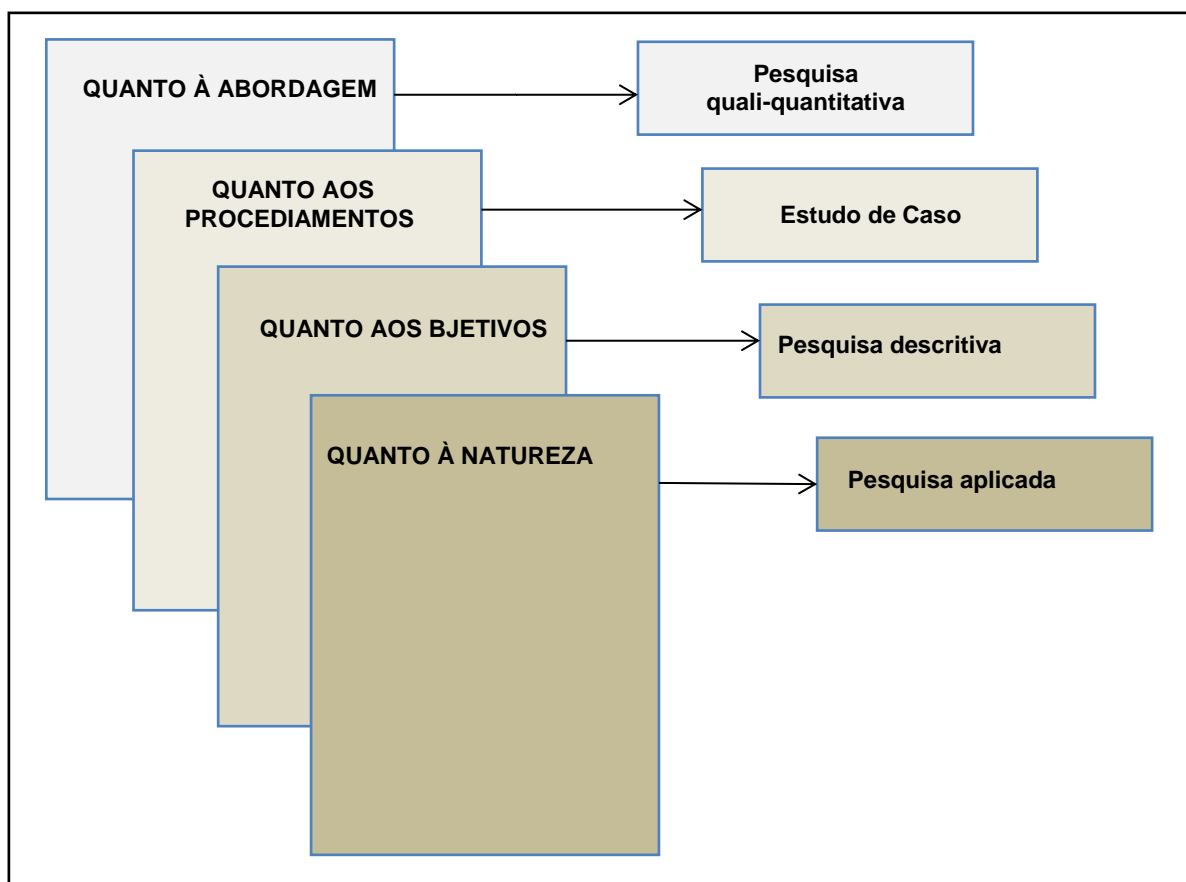 QUANTO À ABORDAGEM
Pesquisa
quali-quantitativa
QUANTO AOS
PROCEDIAMENTOS
Estudo de Caso
QUANTO AOS BJETIVOS
Pesquisa descritiva
QUANTO À NATUREZA
Pesquisa aplicada